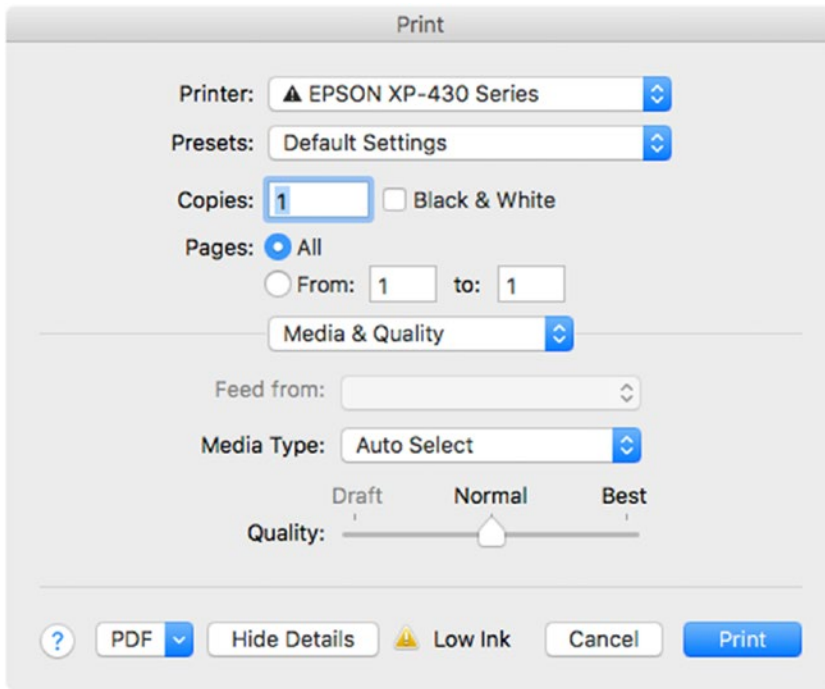 Print
Printer: EPSON XP-430 Series
Presets: Default Settings
Copies: 1 Black & White
Pages: All
From: 1 to: 1
Media & Quality
Feed from:
Media Type: Auto Select
Draft Normal Best
Quality:
? PDF Hide Details Low Ink Cancel Print